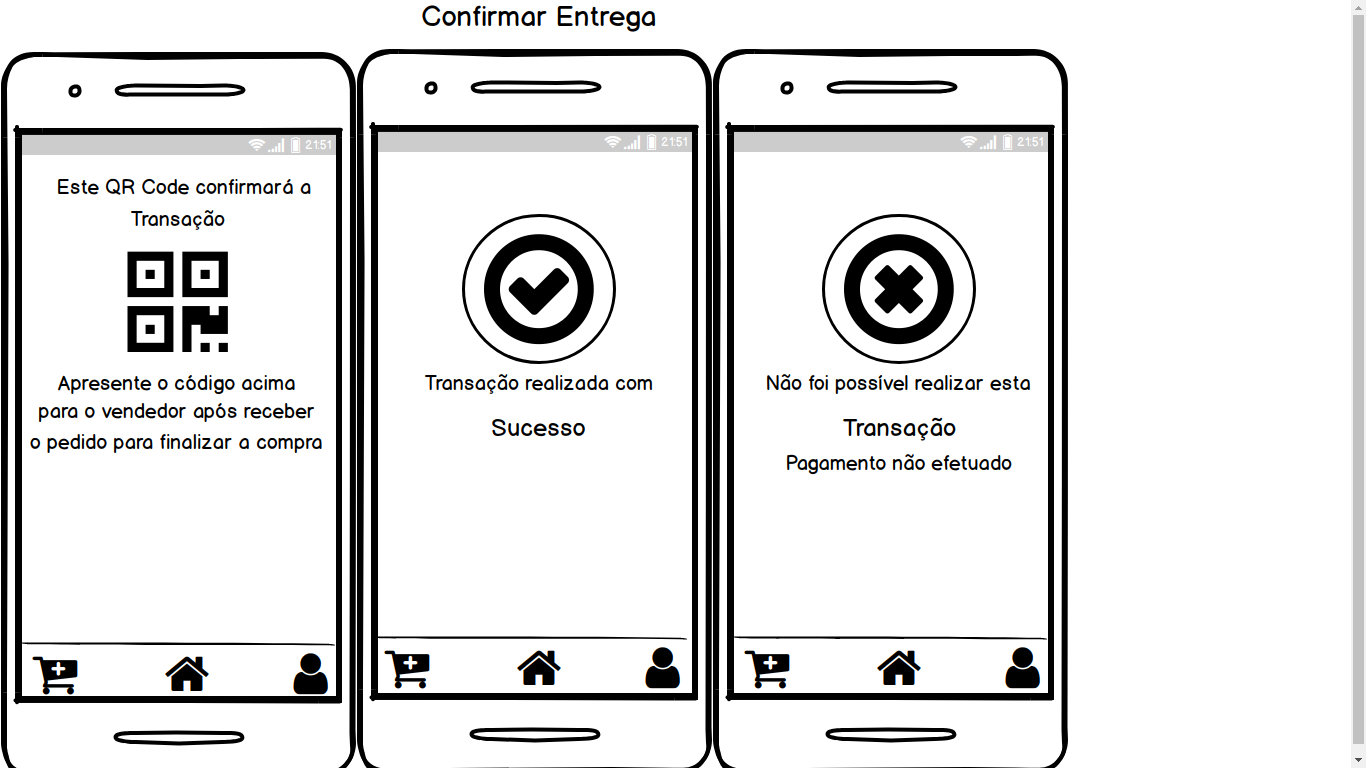 Confirmar Entrega
21:51
Este QR Code confirmará a
Transação
Apresente o código acima
para o vendedor após receber
o pedido para finalizar a compra
21:51
Transação realizada com
Sucesso
21:51
Não foi possível realizar esta
Transação
Pagamento não efetuado